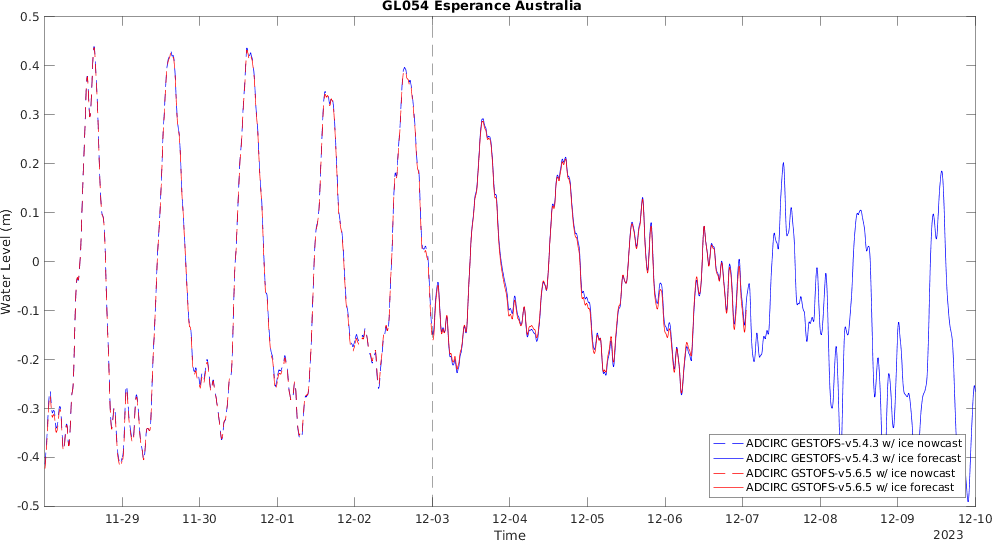 GL054 Esperance Australia
0.5
0.4
0.3
0.2
0.1
0
-0.1
-0.2
-0.3
-0.4
-0.5
Water Level (m)
ADCIRC GESTOFS-v5.4.3 w/ ice nowcast
ADCIRC GESTOFS-v5.4.3 w/ ice forecast
ADCIRC GSTOFS-v5.6.5 w/ ice nowcast
ADCIRC GSTOFS-v5.6.5 w/ ice forecast
11-29 11-30 12-01 12-02 12-03 12-04 12-05 12-06 12-07 12-08 12-09 12-10
Time
2023